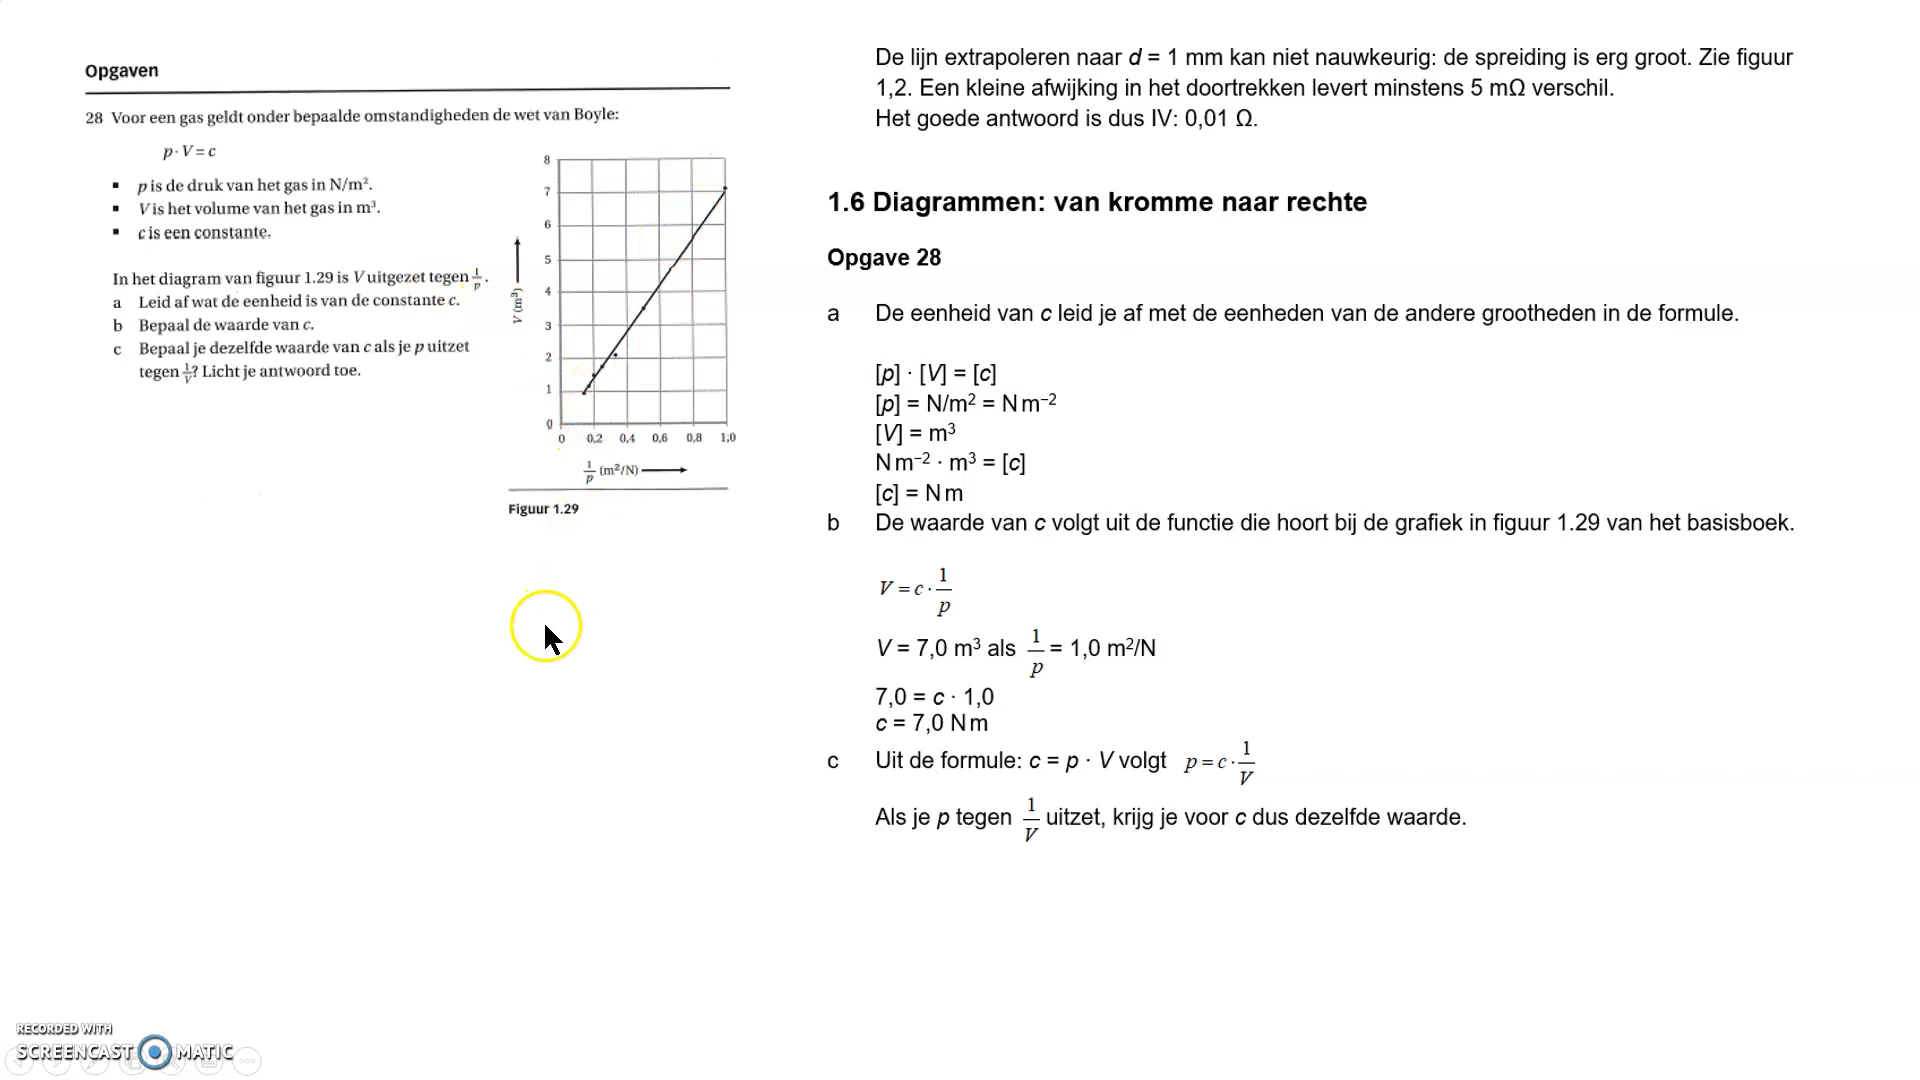 Opgaven
28 Voor een gas geldt onder bepaalde omstandigheden de wet van Boyle:
p · V = c
▪ p is de druk van het gas in N/m².
▪ V is het volume van het gas in m³.
▪ c is een constante.
In het diagram van figuur 1.29 is V uitgezet tegen 1/p.
a Leid af wat de eenheid is van de constante c.
b Bepaal de waarde van c.
c Bepaal je dezelfde waarde van c als je p uitzet
tegen 1/V? Licht je antwoord toe.
8
7
6
5
4
3
2
1
0
V (m³)
0 0,2 0,4 0,6 0,8 1,0
1/p (m²/N)
Figuur 1.29
De lijn extrapoleren naar d = 1 mm kan niet nauwkeurig: de spreiding is erg groot. Zie figuur
1,2. Een kleine afwijking in het doortrekken levert minstens 5 mΩ verschil.
Het goede antwoord is dus IV: 0,01 Ω.
1.6 Diagrammen: van kromme naar rechte
Opgave 28
a De eenheid van c leid je af met de eenheden van de andere grootheden in de formule.
[p] · [V] = [c]
[p] = N/m² = N m⁻²
[V] = m³
N m⁻² · m³ = [c]
[c] = N m
b De waarde van c volgt uit de functie die hoort bij de grafiek in figuur 1.29 van het basisboek.
V = c · 1/p
V = 7,0 m³ als 1/p = 1,0 m²/N
7,0 = c · 1,0
c = 7,0 N m
c Uit de formule: c = p · V volgt p = c · 1/V
Als je p tegen 1/V uitzet, krijg je voor c dus dezelfde waarde.
RECORDED WITH
SCREENCAST MATIC